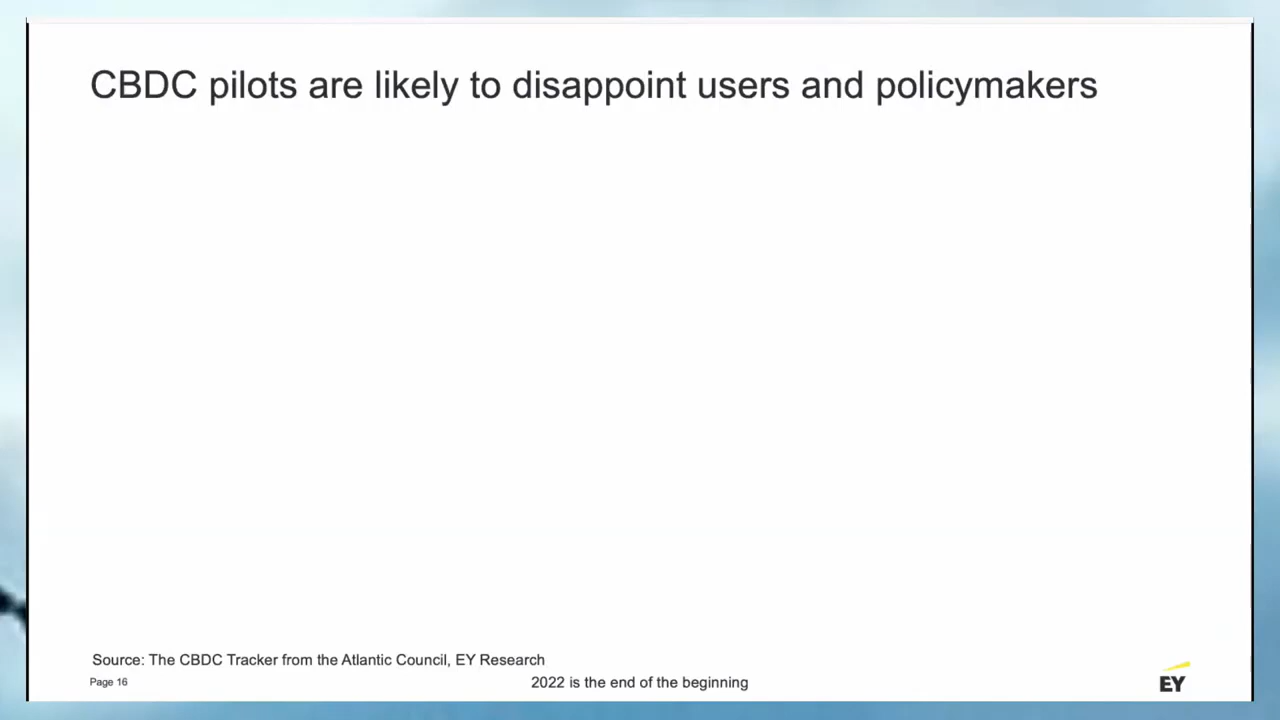 CBDC pilots are likely to disappoint users and policymakers
Source: The CBDC Tracker from the Atlantic Council, EY Research
Page 16
2022 is the end of the beginning
EY